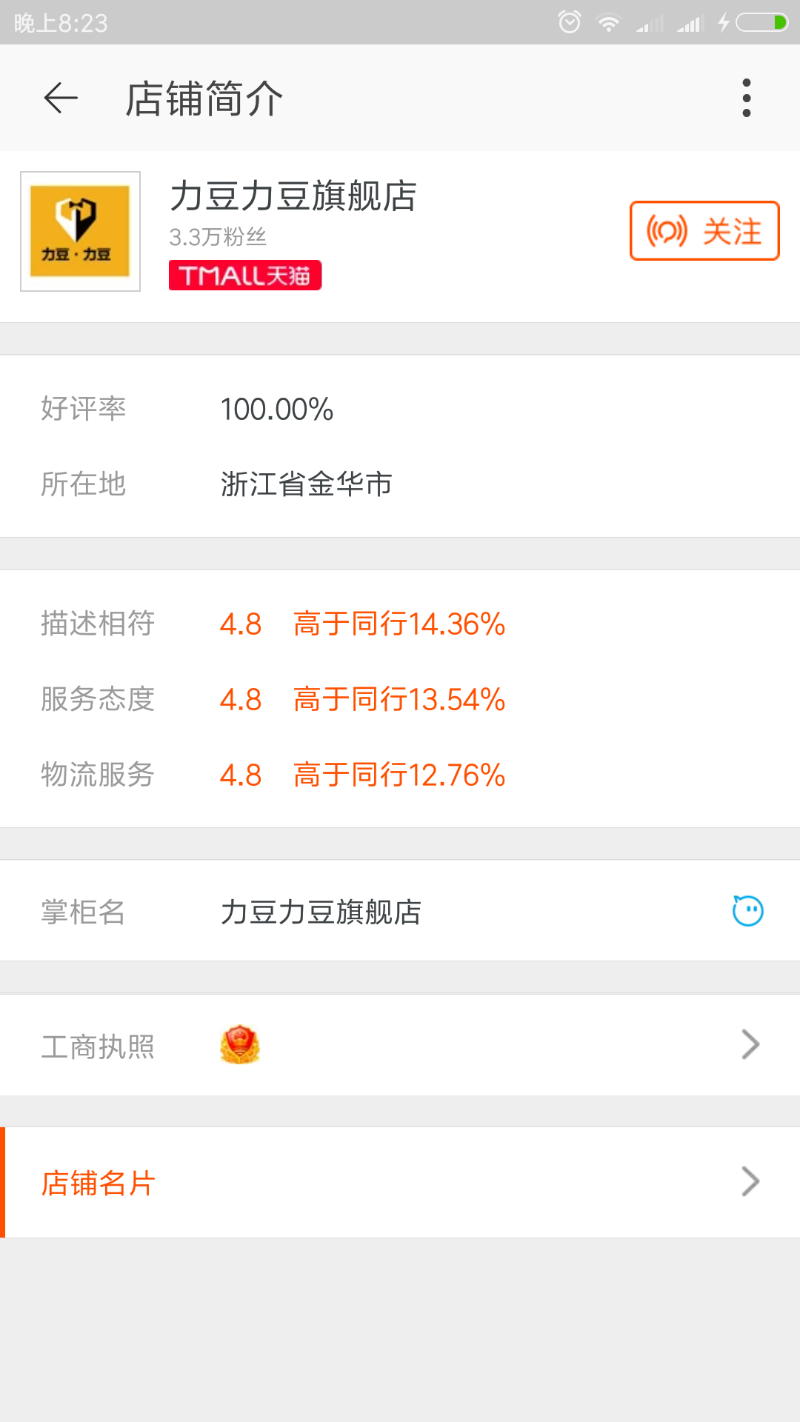 晚上8:23
店铺简介
力豆·力豆
力豆力豆旗舰店
3.3万粉丝
TMALL天猫
关注
好评率 100.00%
所在地 浙江省金华市
描述相符 4.8 高于同行14.36%
服务态度 4.8 高于同行13.54%
物流服务 4.8 高于同行12.76%
掌柜名 力豆力豆旗舰店
工商执照
店铺名片